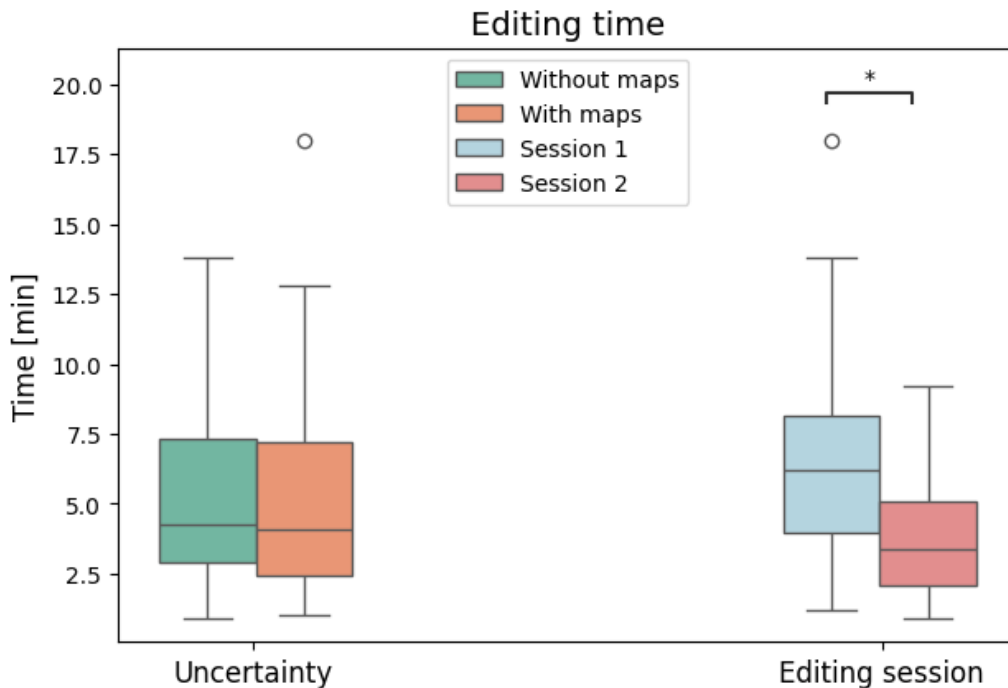 Editing time
Without maps
With maps
Session 1
Session 2
*
20.0
17.5
15.0
12.5
10.0
7.5
5.0
2.5
Time [min]
Uncertainty
Editing session